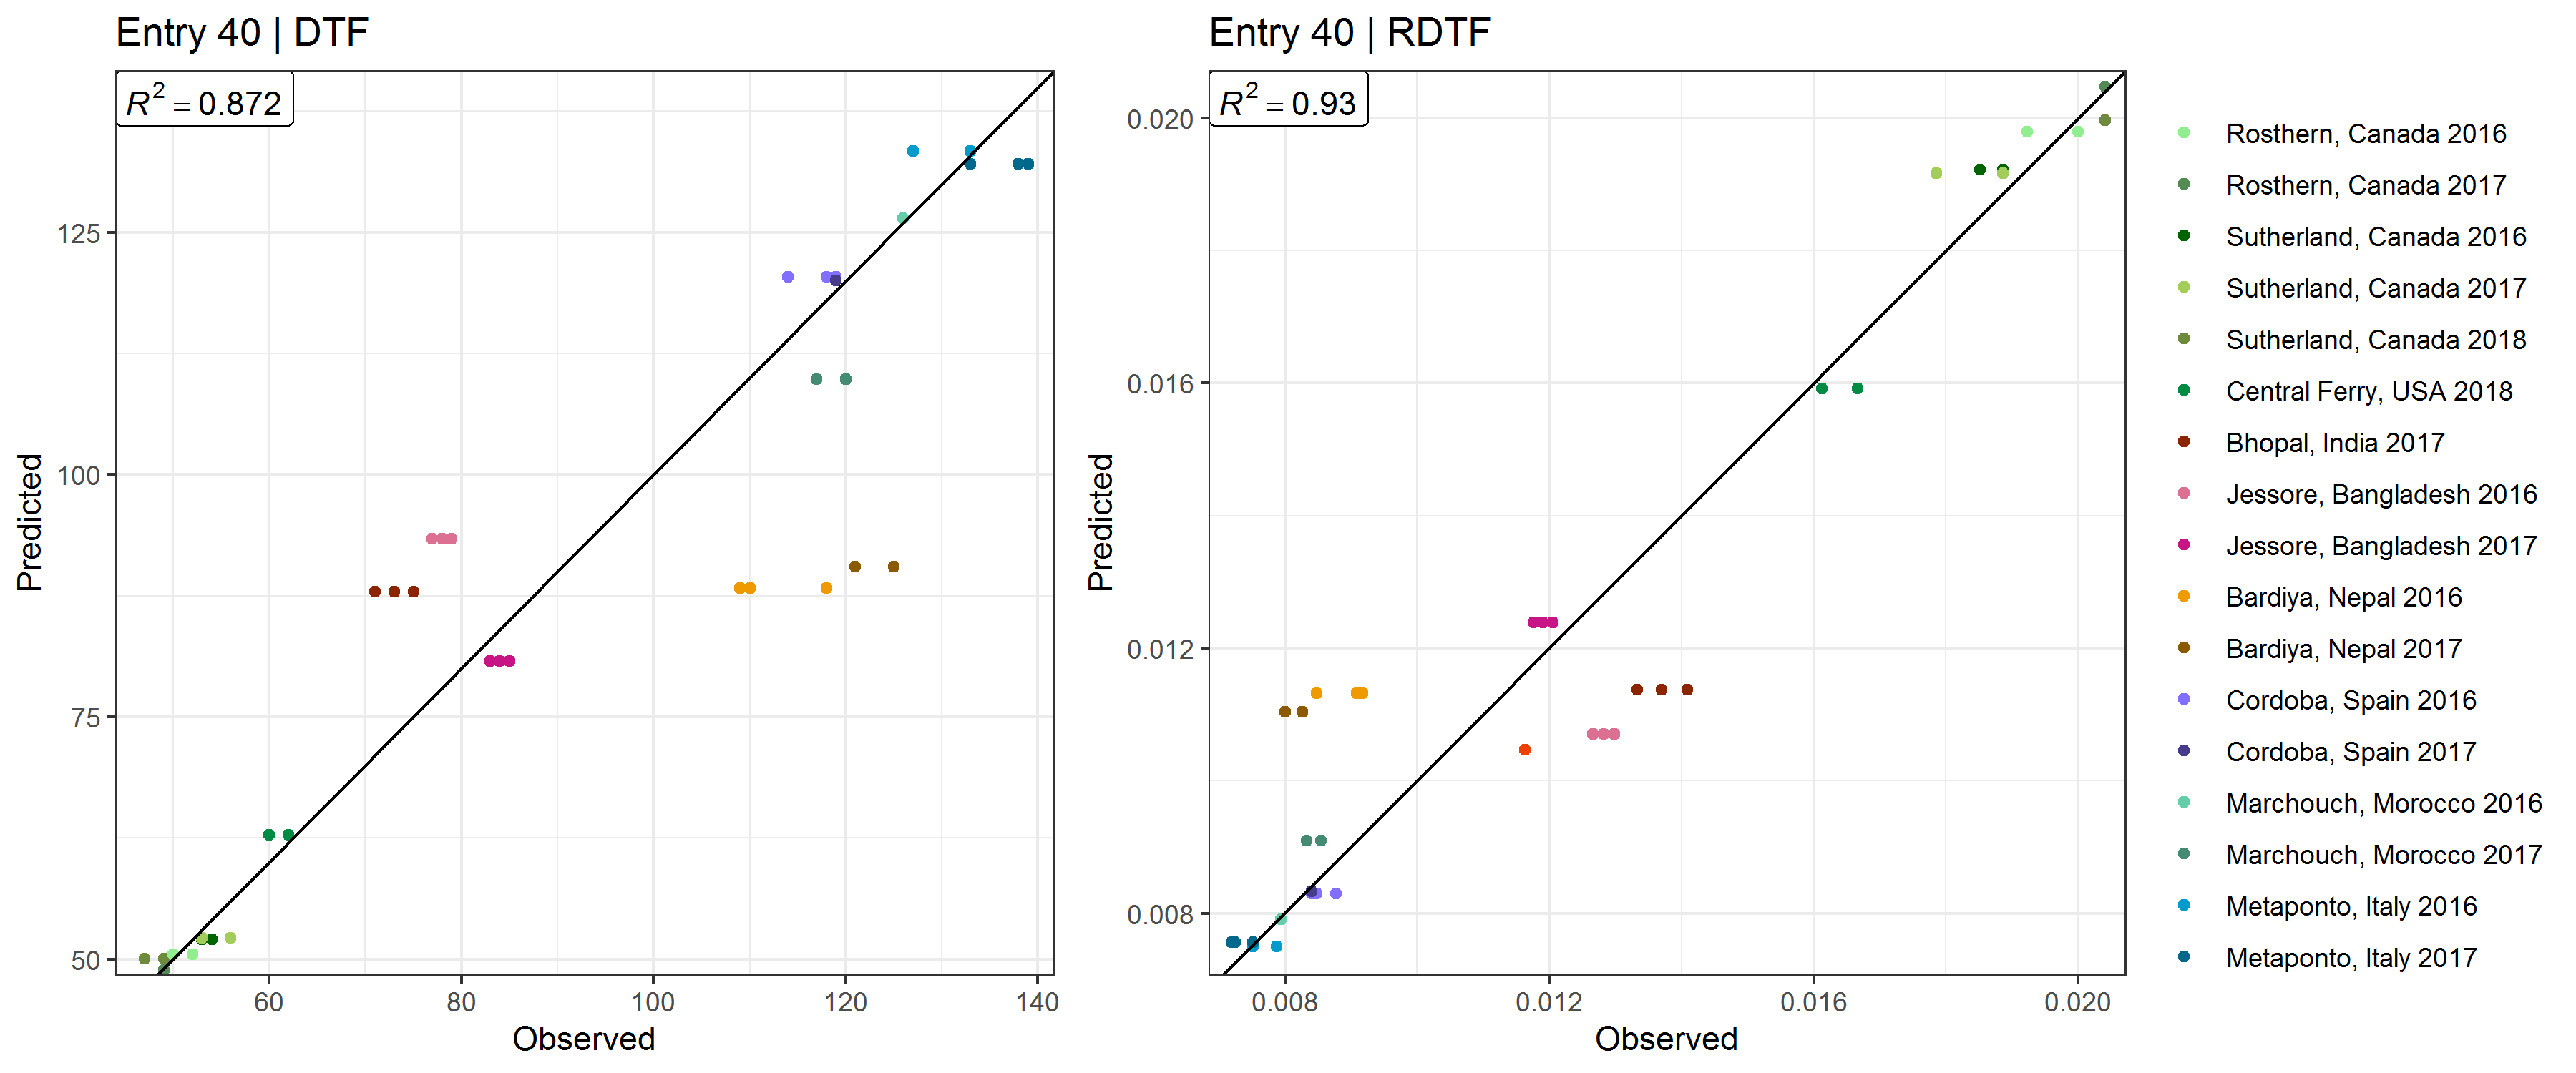 Entry 40 | DTF
R² = 0.872
125
100
75
50
60 80 100 120 140
Observed
Predicted
Entry 40 | RDTF
R² = 0.93
0.020
0.016
0.012
0.008
0.008 0.012 0.016 0.020
Observed
Predicted
Rosthern, Canada 2016
Rosthern, Canada 2017
Sutherland, Canada 2016
Sutherland, Canada 2017
Sutherland, Canada 2018
Central Ferry, USA 2018
Bhopal, India 2017
Jessore, Bangladesh 2016
Jessore, Bangladesh 2017
Bardiya, Nepal 2016
Bardiya, Nepal 2017
Cordoba, Spain 2016
Cordoba, Spain 2017
Marchouch, Morocco 2016
Marchouch, Morocco 2017
Metaponto, Italy 2016
Metaponto, Italy 2017